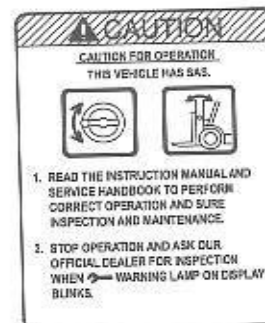 CAUTION
CAUTION FOR OPERATION
THIS VEHICLE HAS SAS.
1. READ THE INSTRUCTION MANUAL AND
SERVICE HANDBOOK TO PERFORM
CORRECT OPERATION AND SURE
INSPECTION AND MAINTENANCE.
2. STOP OPERATION AND ASK OUR
OFFICIAL DEALER FOR INSPECTION
WHEN WARNING LAMP ON DISPLAY
BLINKS.